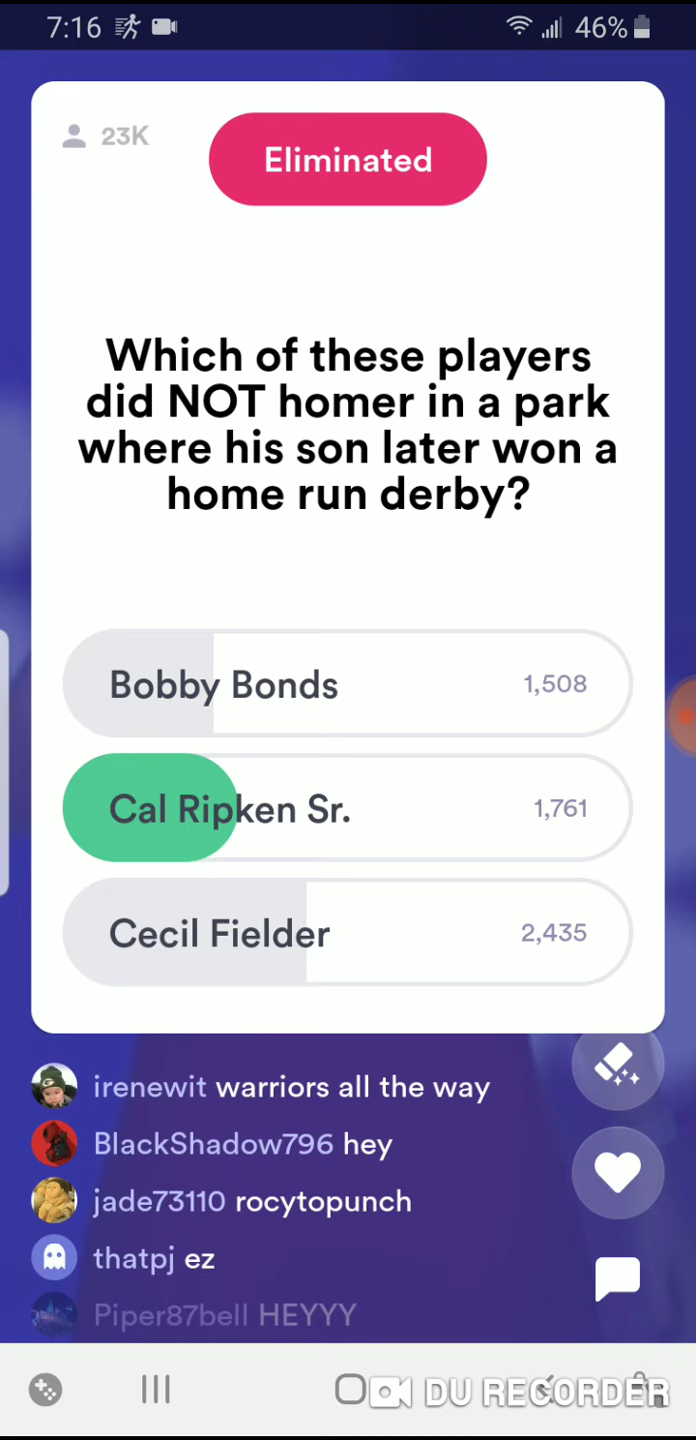 7:16 46%
23K
Eliminated
Which of these players
did NOT homer in a park
where his son later won a
home run derby?
Bobby Bonds 1,508
Cal Ripken Sr. 1,761
Cecil Fielder 2,435
irenewit warriors all the way
BlackShadow796 hey
jade73110 rocytopunch
thatpj ez
Piper87bell HEYYY
DU RECORDER